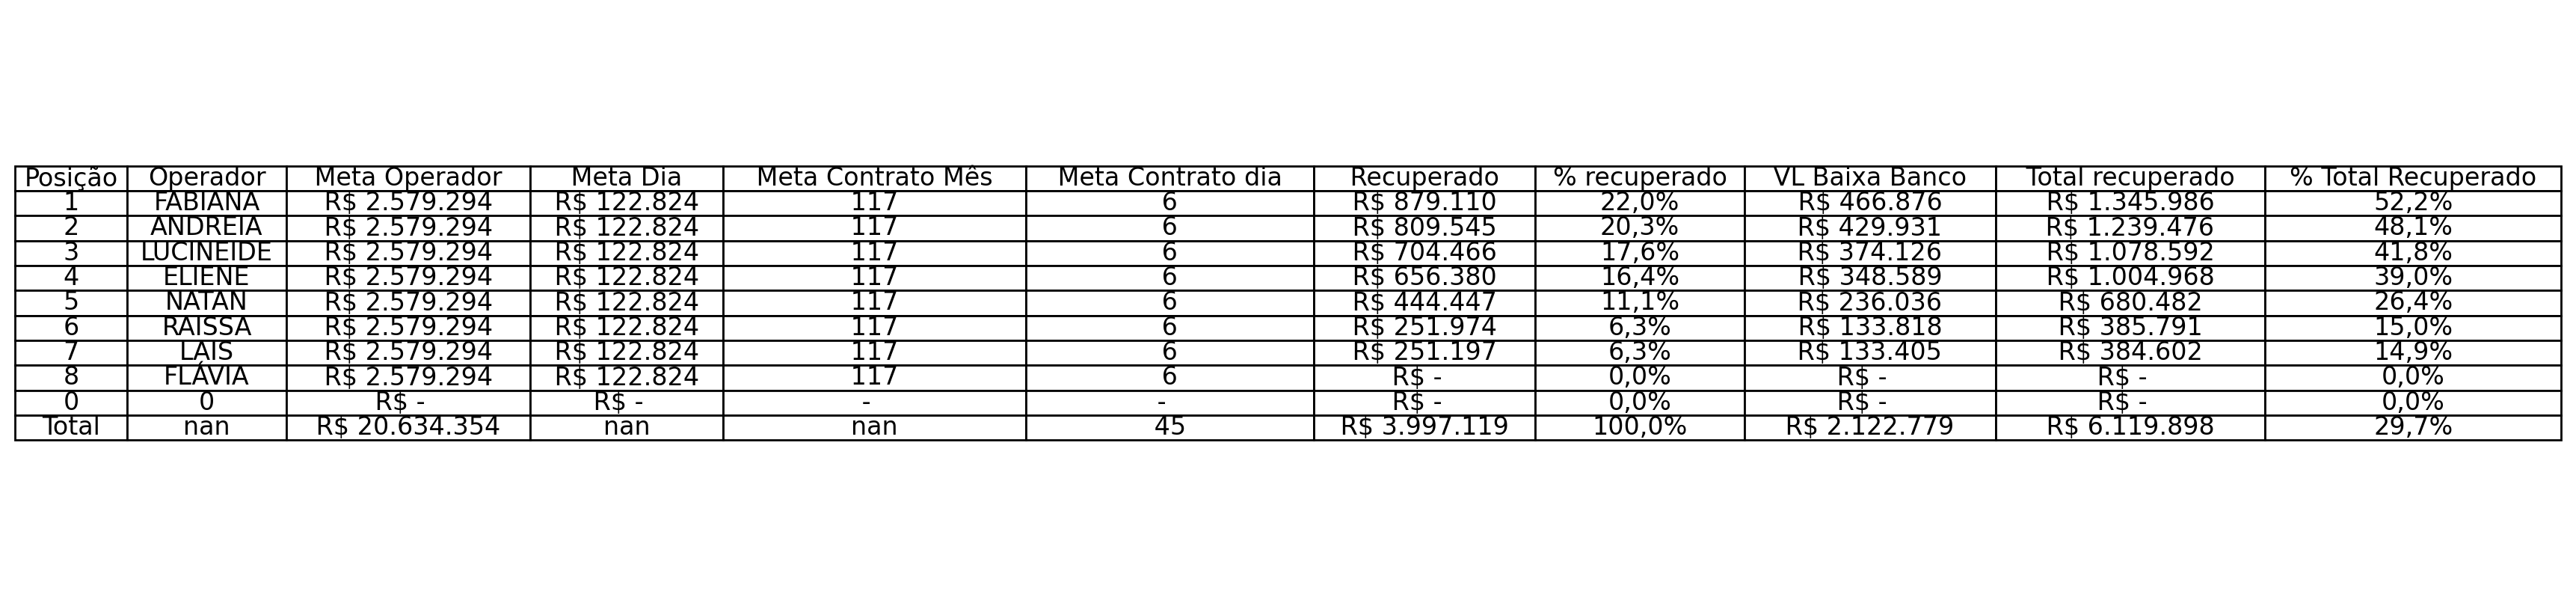 Posição Operador Meta Operador Meta Dia Meta Contrato Mês Meta Contrato dia Recuperado % recuperado VL Baixa Banco Total recuperado % Total Recuperado
1 FABIANA R$ 2.579.294 R$ 122.824 117 6 R$ 879.110 22,0% R$ 466.876 R$ 1.345.986 52,2%
2 ANDREIA R$ 2.579.294 R$ 122.824 117 6 R$ 809.545 20,3% R$ 429.931 R$ 1.239.476 48,1%
3 LUCINEIDE R$ 2.579.294 R$ 122.824 117 6 R$ 704.466 17,6% R$ 374.126 R$ 1.078.592 41,8%
4 ELIENE R$ 2.579.294 R$ 122.824 117 6 R$ 656.380 16,4% R$ 348.589 R$ 1.004.968 39,0%
5 NATAN R$ 2.579.294 R$ 122.824 117 6 R$ 444.447 11,1% R$ 236.036 R$ 680.482 26,4%
6 RAISSA R$ 2.579.294 R$ 122.824 117 6 R$ 251.974 6,3% R$ 133.818 R$ 385.791 15,0%
7 LAIS R$ 2.579.294 R$ 122.824 117 6 R$ 251.197 6,3% R$ 133.405 R$ 384.602 14,9%
8 FLÁVIA R$ 2.579.294 R$ 122.824 117 6 R$ - 0,0% R$ - R$ - 0,0%
0 0 R$ - R$ - - - R$ - 0,0% R$ - R$ - 0,0%
Total nan R$ 20.634.354 nan nan 45 R$ 3.997.119 100,0% R$ 2.122.779 R$ 6.119.898 29,7%